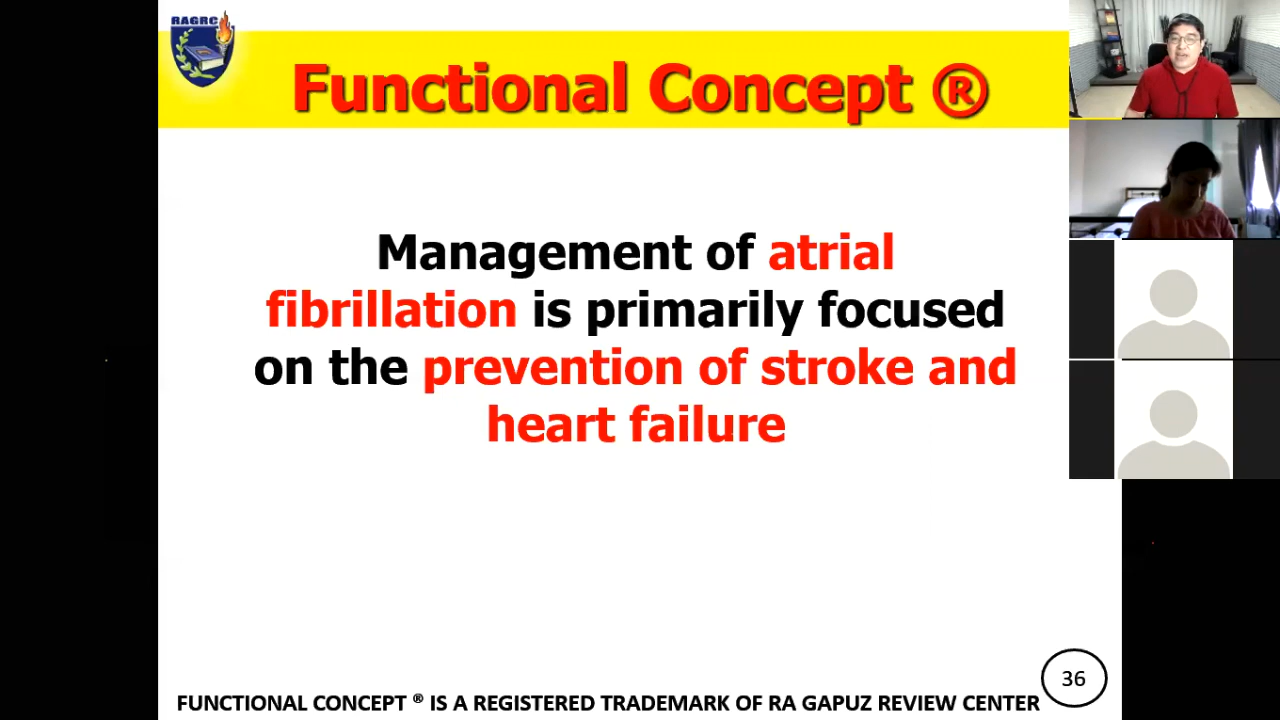 RAGRC
Functional Concept ®
Management of atrial
fibrillation is primarily focused
on the prevention of stroke and
heart failure
36
FUNCTIONAL CONCEPT ® IS A REGISTERED TRADEMARK OF RA GAPUZ REVIEW CENTER